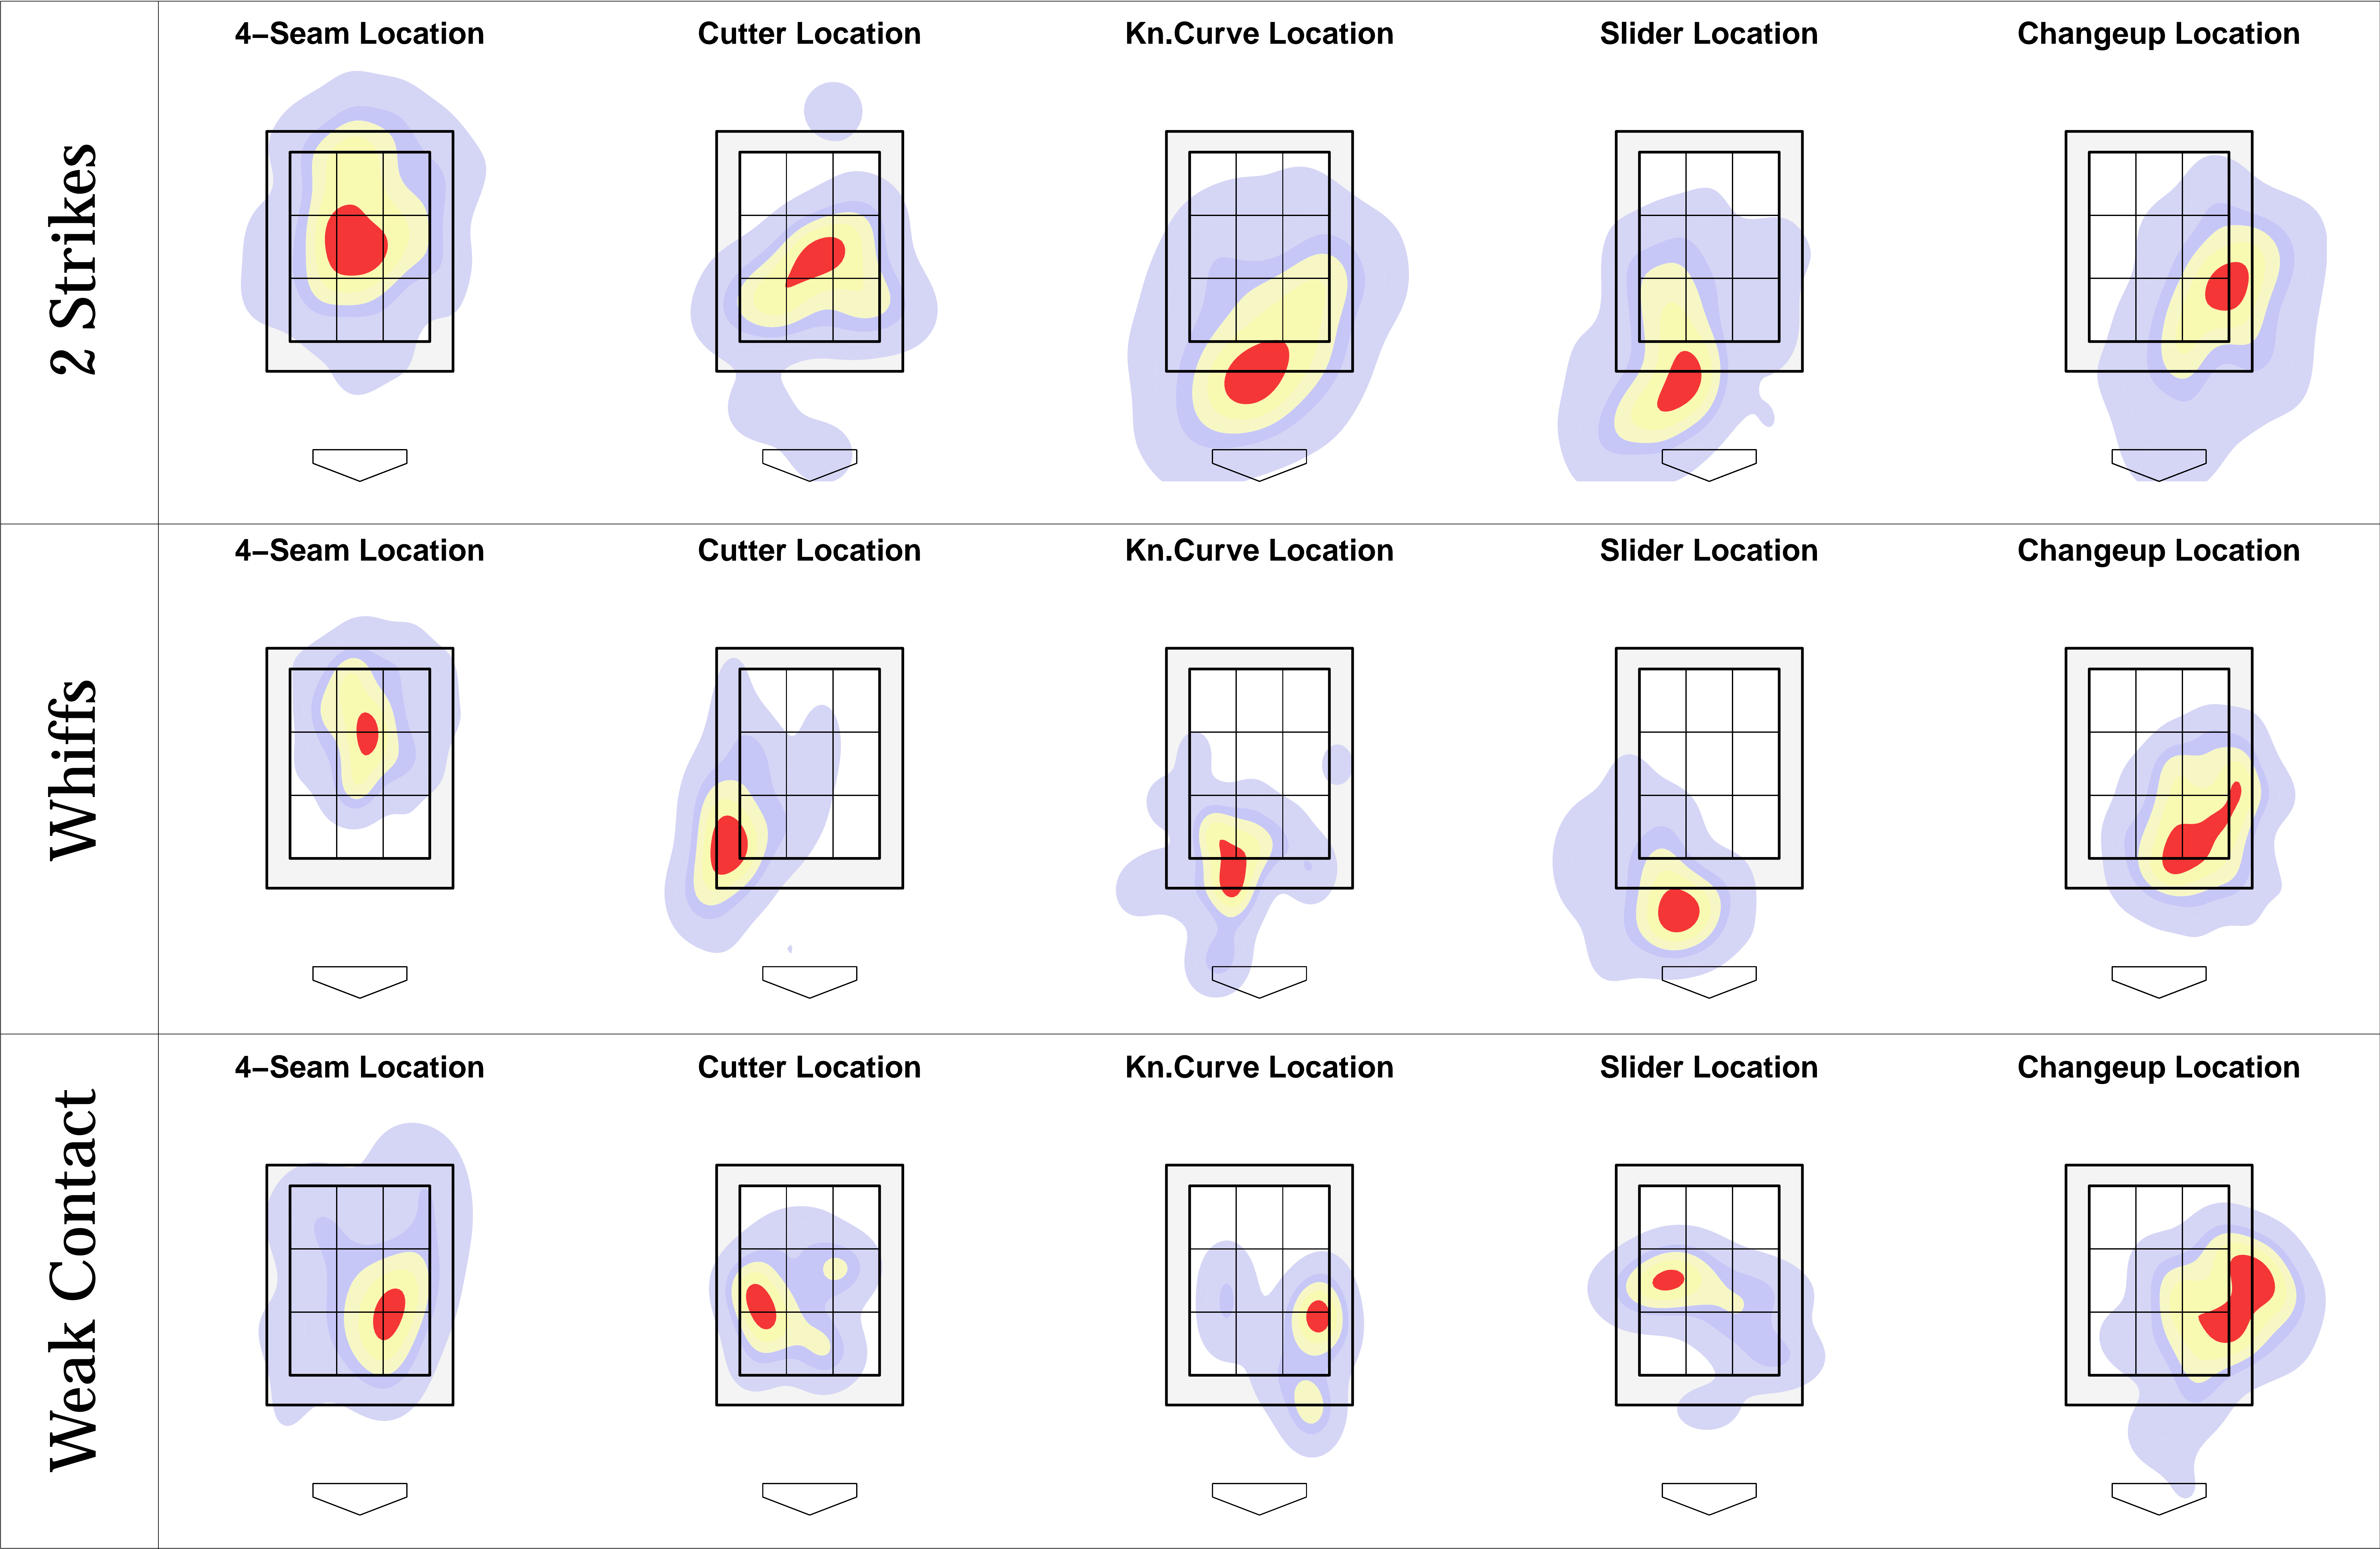 2 Strikes
4−Seam Location
Cutter Location
Kn.Curve Location
Slider Location
Changeup Location
Whiffs
4−Seam Location
Cutter Location
Kn.Curve Location
Slider Location
Changeup Location
Weak Contact
4−Seam Location
Cutter Location
Kn.Curve Location
Slider Location
Changeup Location